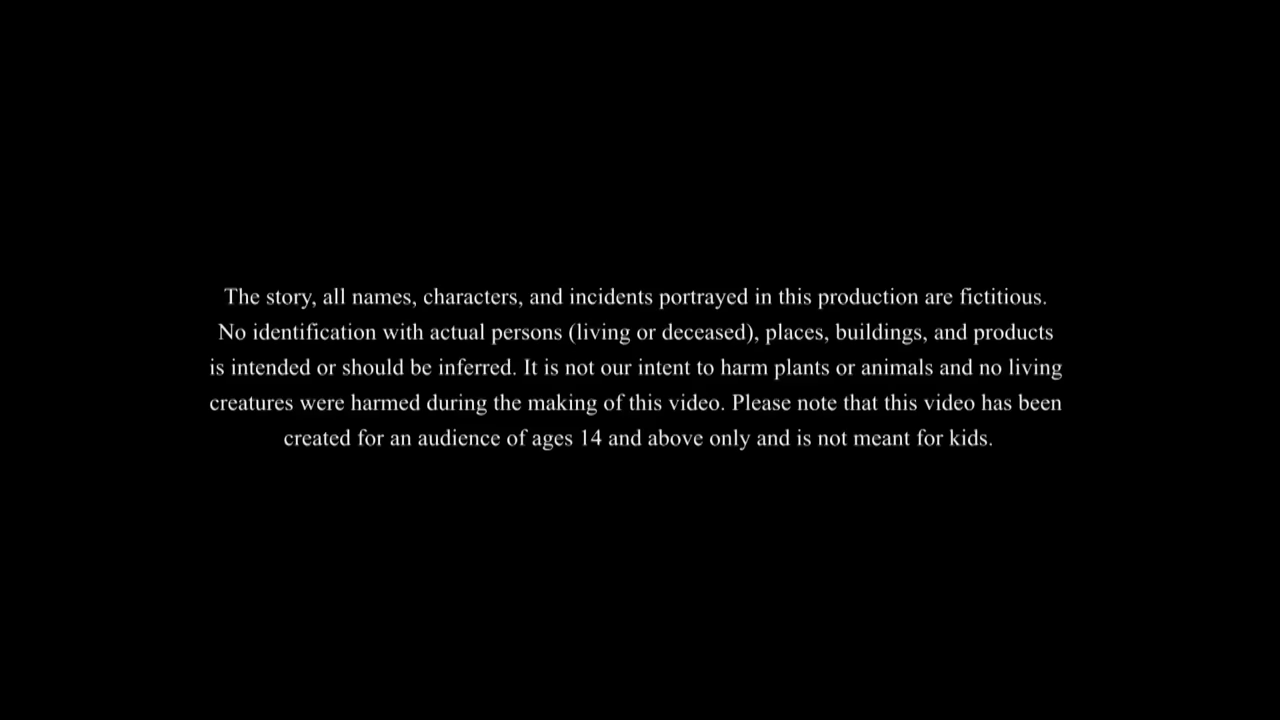 The story, all names, characters, and incidents portrayed in this production are fictitious.
No identification with actual persons (living or deceased), places, buildings, and products
is intended or should be inferred. It is not our intent to harm plants or animals and no living
creatures were harmed during the making of this video. Please note that this video has been
created for an audience of ages 14 and above only and is not meant for kids.